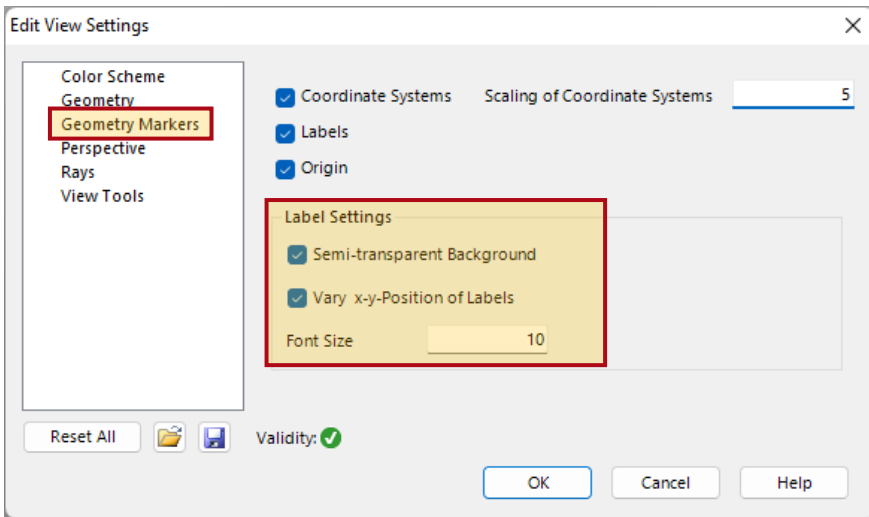 Edit View Settings
Color Scheme
Geometry
Geometry Markers
Perspective
Rays
View Tools
Coordinate Systems Scaling of Coordinate Systems 5
Labels
Origin
Label Settings
Semi-transparent Background
Vary x-y-Position of Labels
Font Size 10
Reset All Validity:
OK Cancel Help